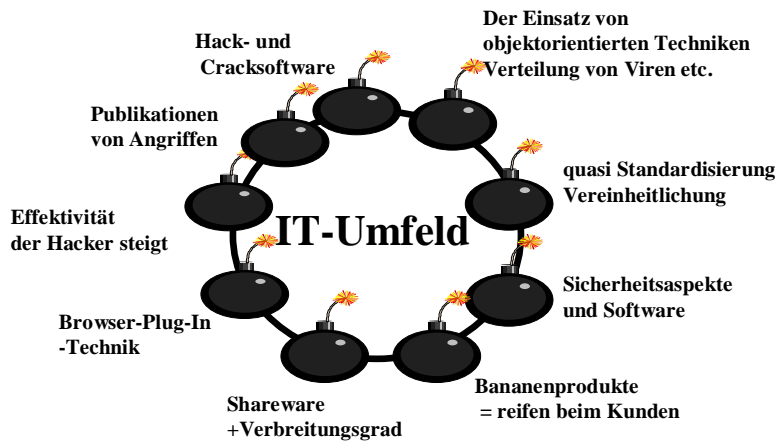 Hack- und
Cracksoftware
Der Einsatz von
objektorientierten Techniken
Verteilung von Viren etc.
Publikationen
von Angriffen
quasi Standardisierung
Vereinheitlichung
Effektivität
der Hacker steigt
IT-Umfeld
Sicherheitsaspekte
und Software
Browser-Plug-In
-Technik
Bananenprodukte
= reifen beim Kunden
Shareware
+Verbreitungsgrad